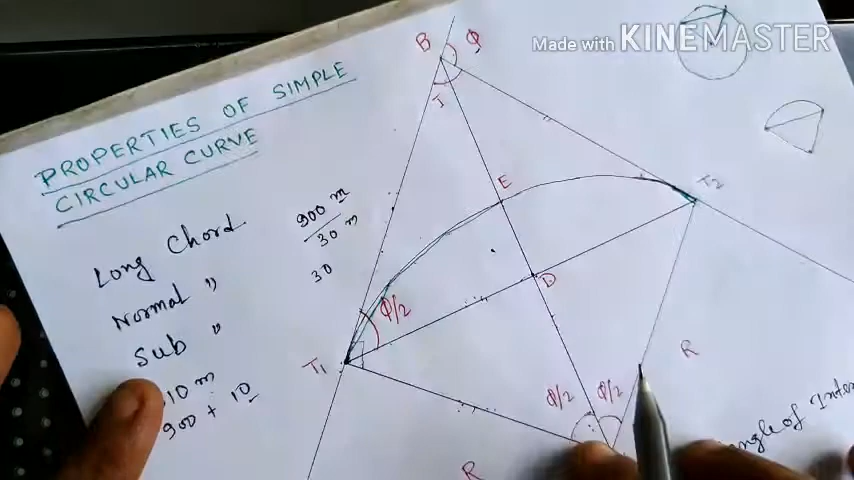 Made with KINEMASTER
PROPERTIES OF SIMPLE
CIRCULAR CURVE
Long Chord 900 m
30 m
Normal " 30
Sub "
10 m
900 + 10
B
Φ
I
E
T2
D
Φ/2
T1
Φ/2 Φ/2
R
R
angle of Inter